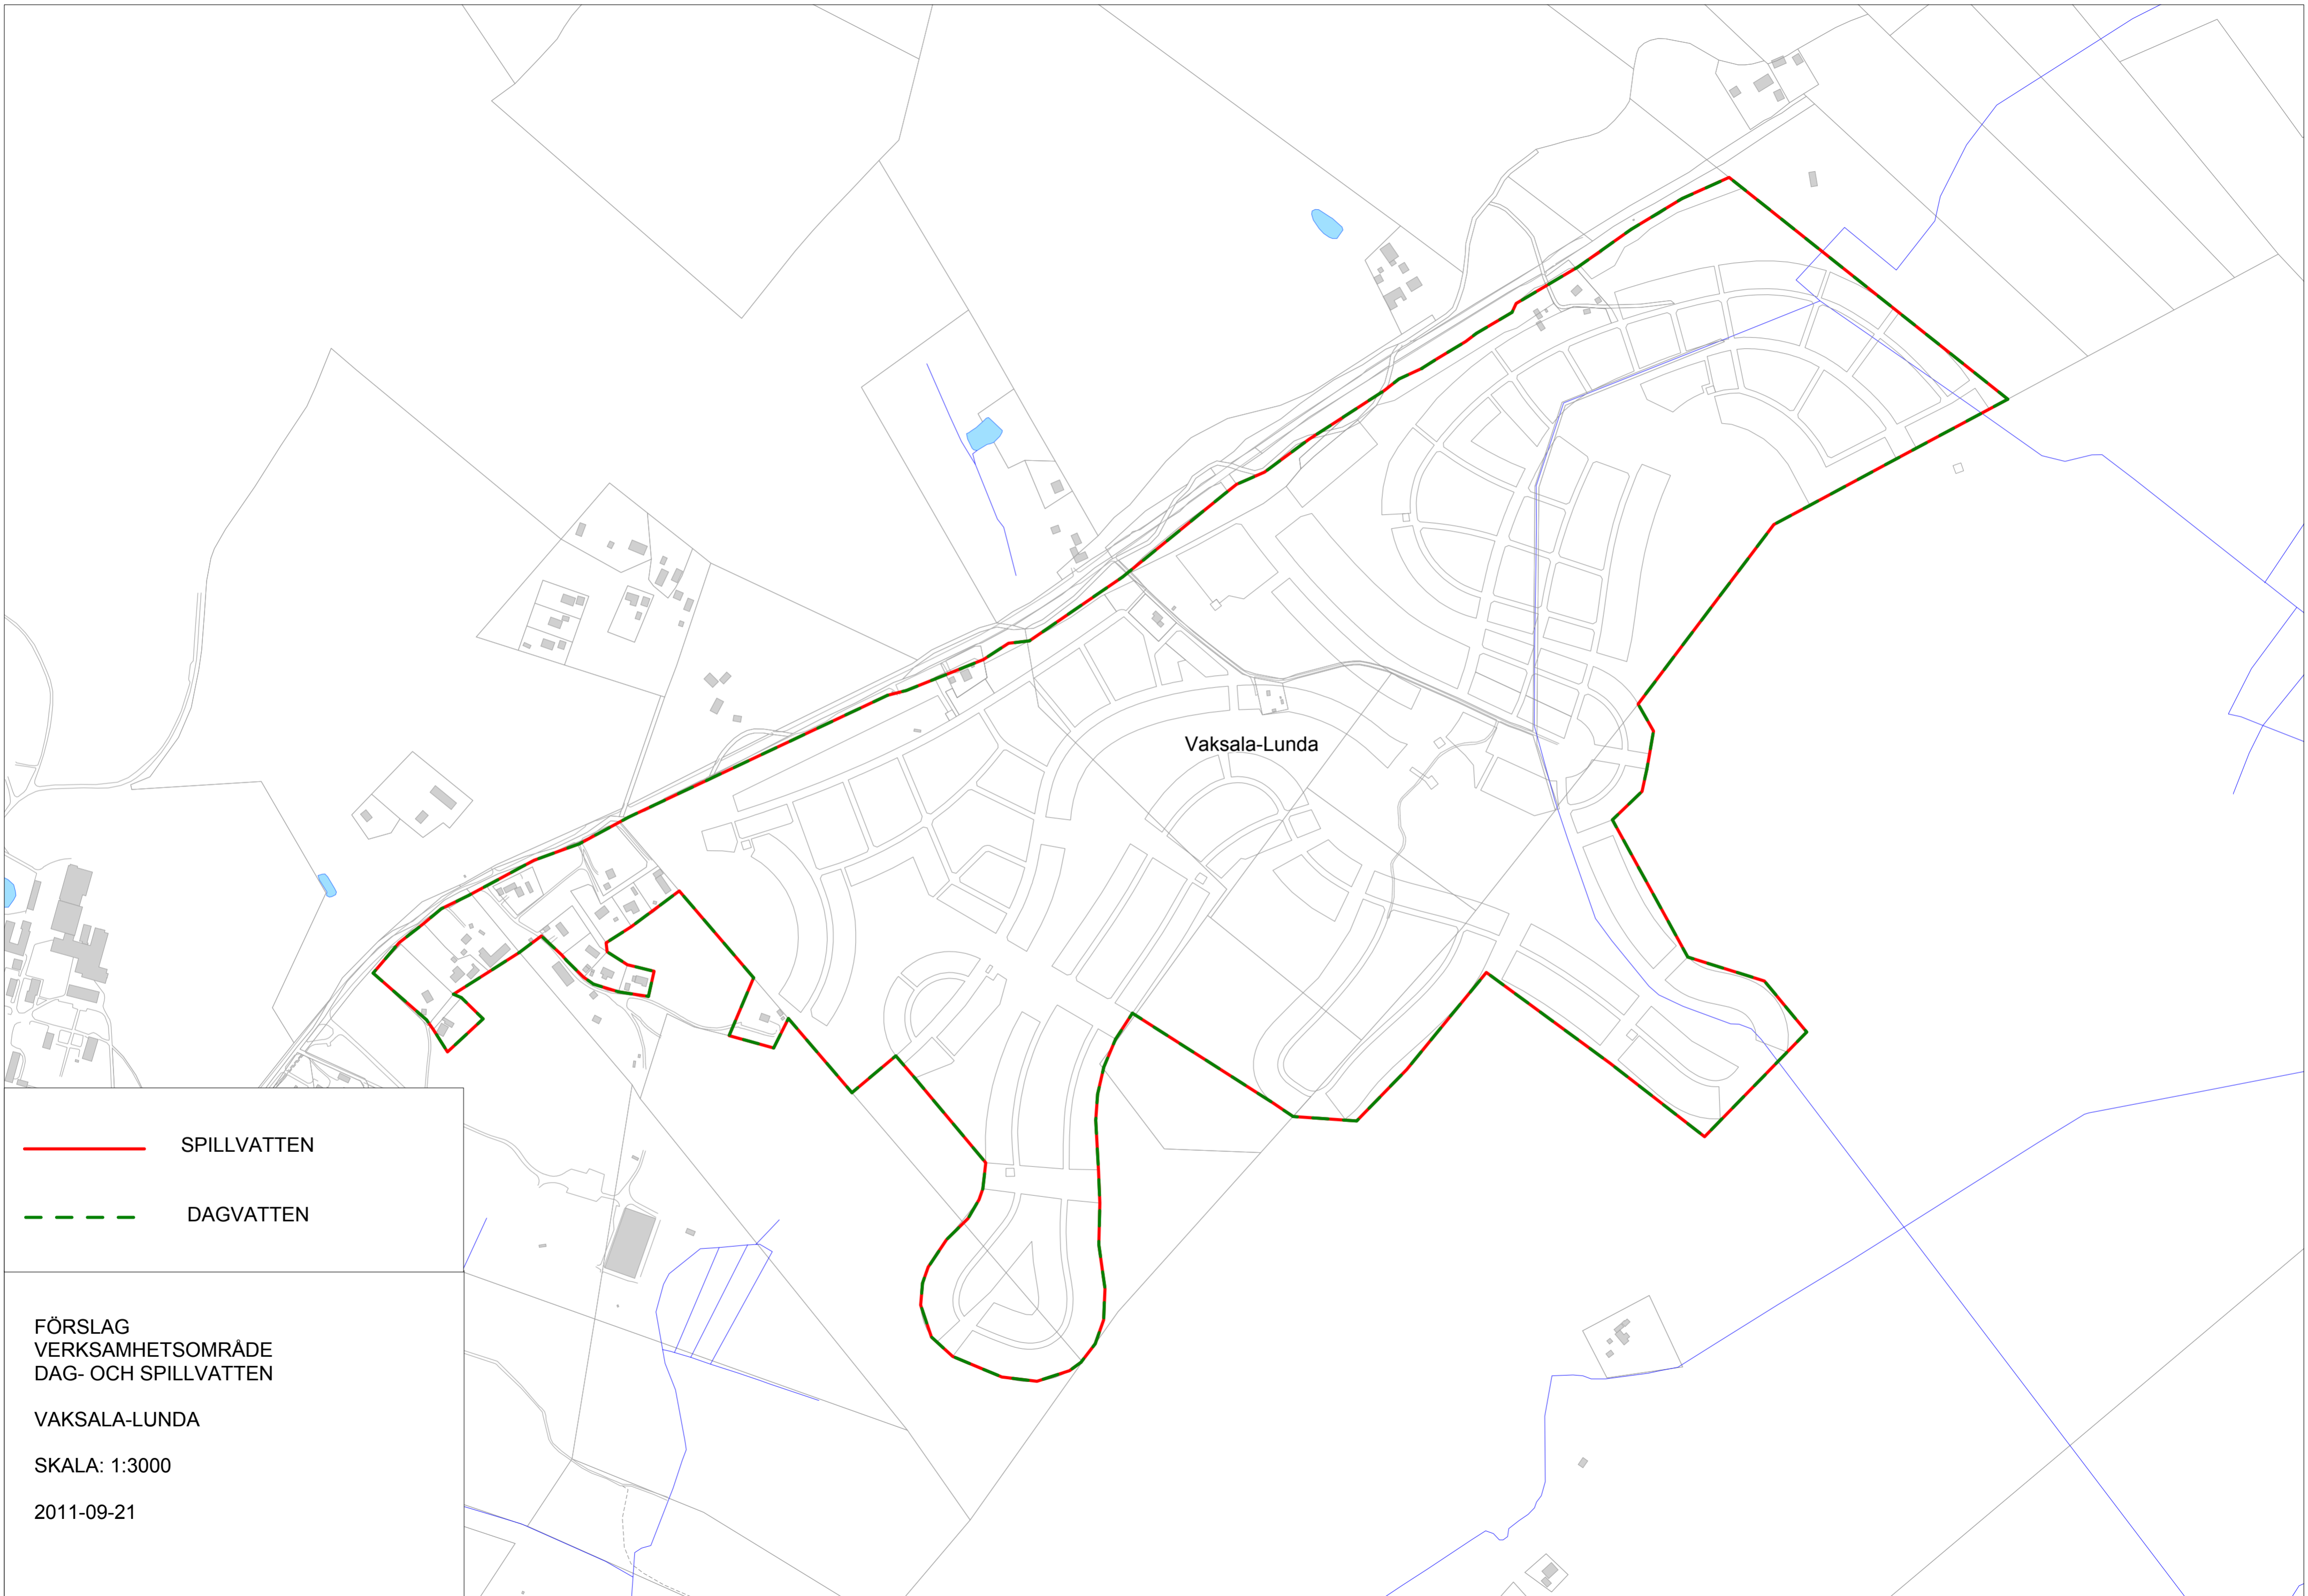 Vaksala-Lunda
SPILLVATTEN
DAGVATTEN
FÖRSLAG
VERKSAMHETSOMRÅDE
DAG- OCH SPILLVATTEN
VAKSALA-LUNDA
SKALA: 1:3000
2011-09-21